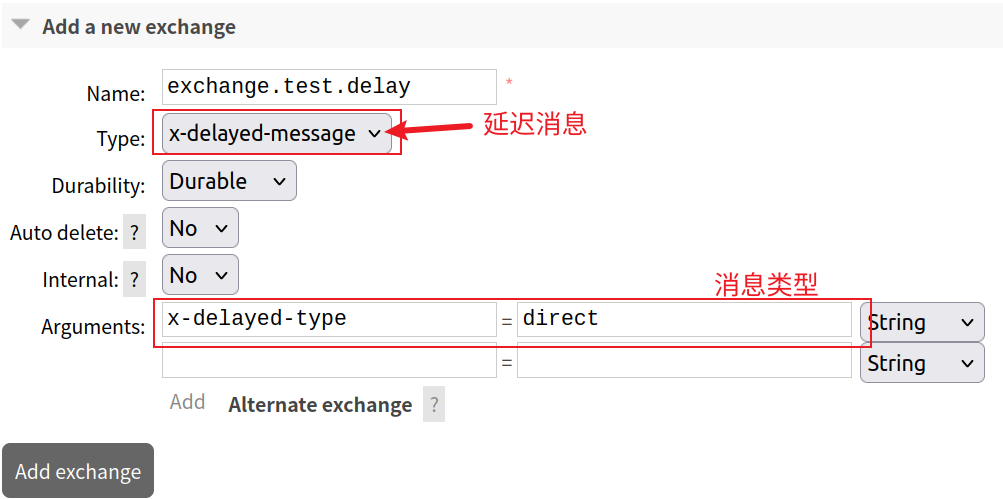 Add a new exchange
Name: exchange.test.delay *
Type: x-delayed-message 延迟消息
Durability: Durable
Auto delete: ? No
Internal: ? No
消息类型
Arguments: x-delayed-type = direct String
= String
Add Alternate exchange ?
Add exchange